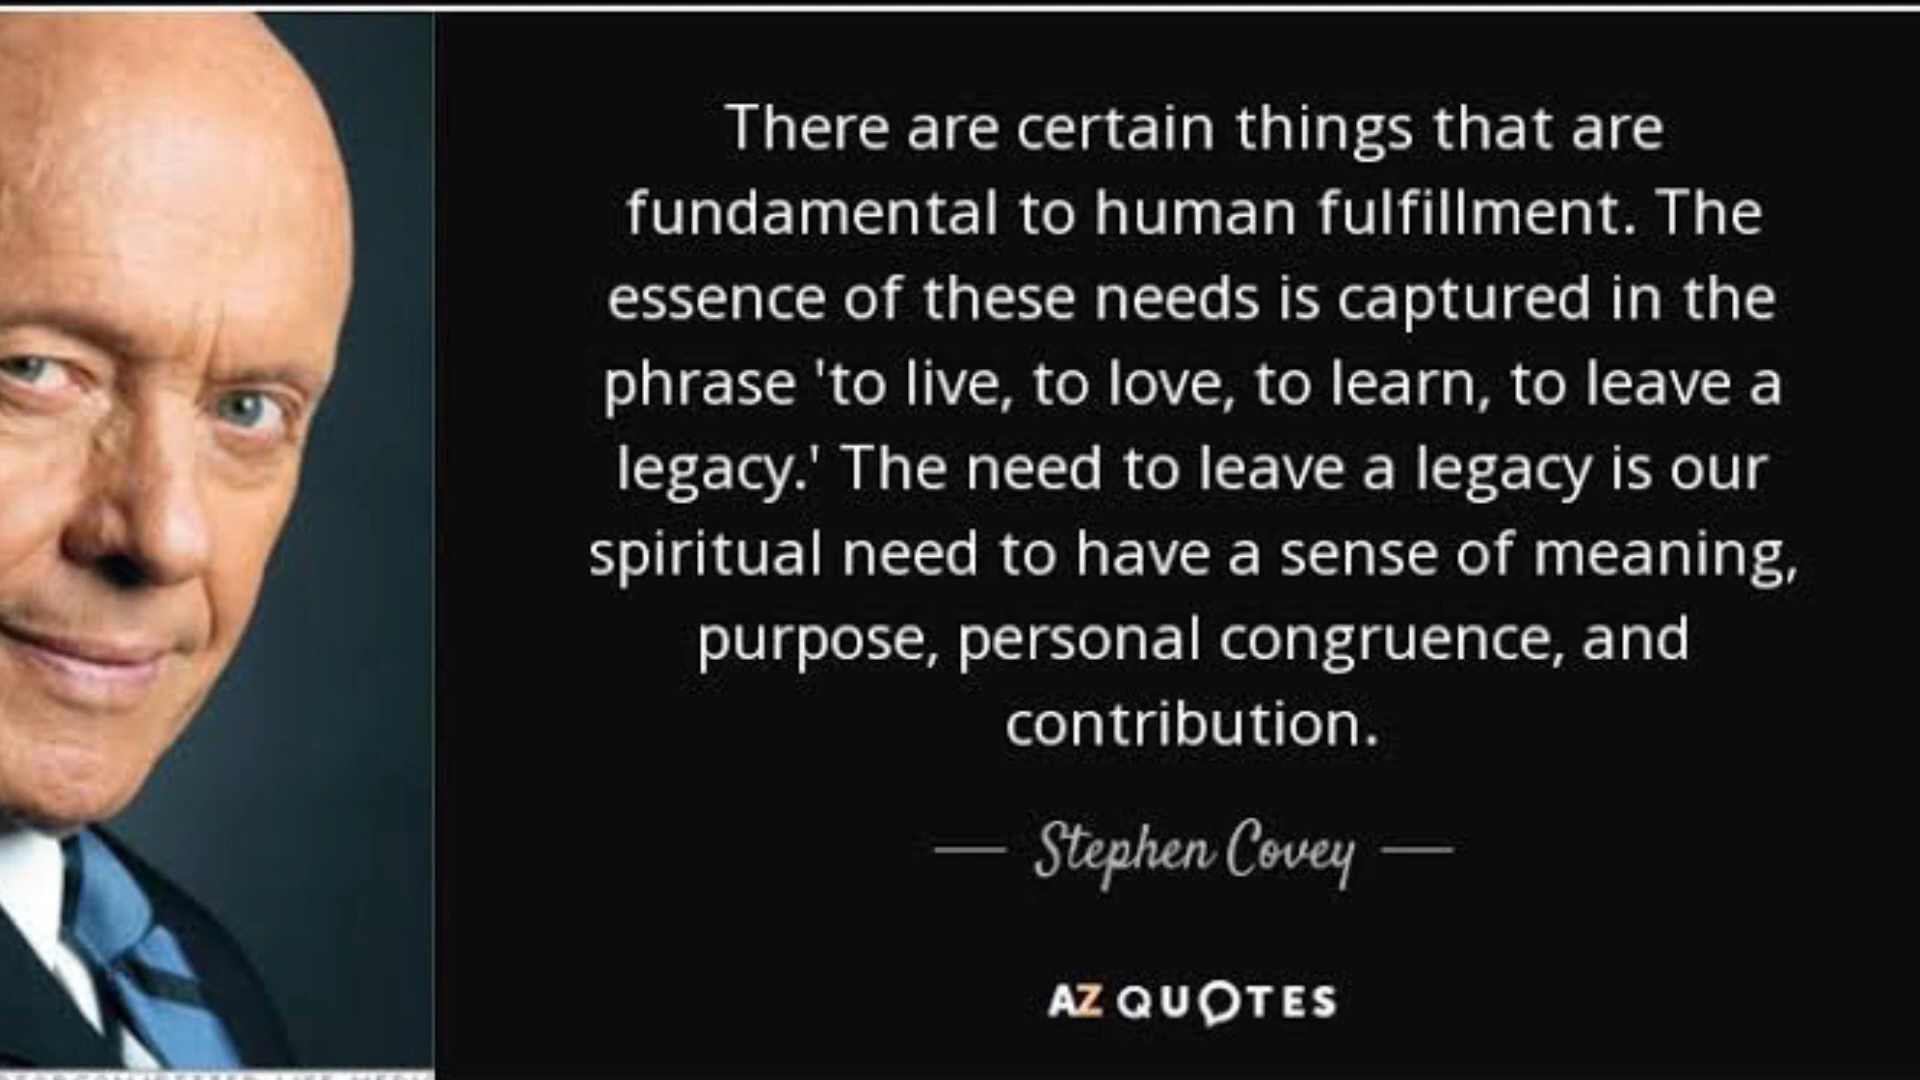 There are certain things that are
fundamental to human fulfillment. The
essence of these needs is captured in the
phrase 'to live, to love, to learn, to leave a
legacy.' The need to leave a legacy is our
spiritual need to have a sense of meaning,
purpose, personal congruence, and
contribution.
Stephen Covey
AZ QUOTES